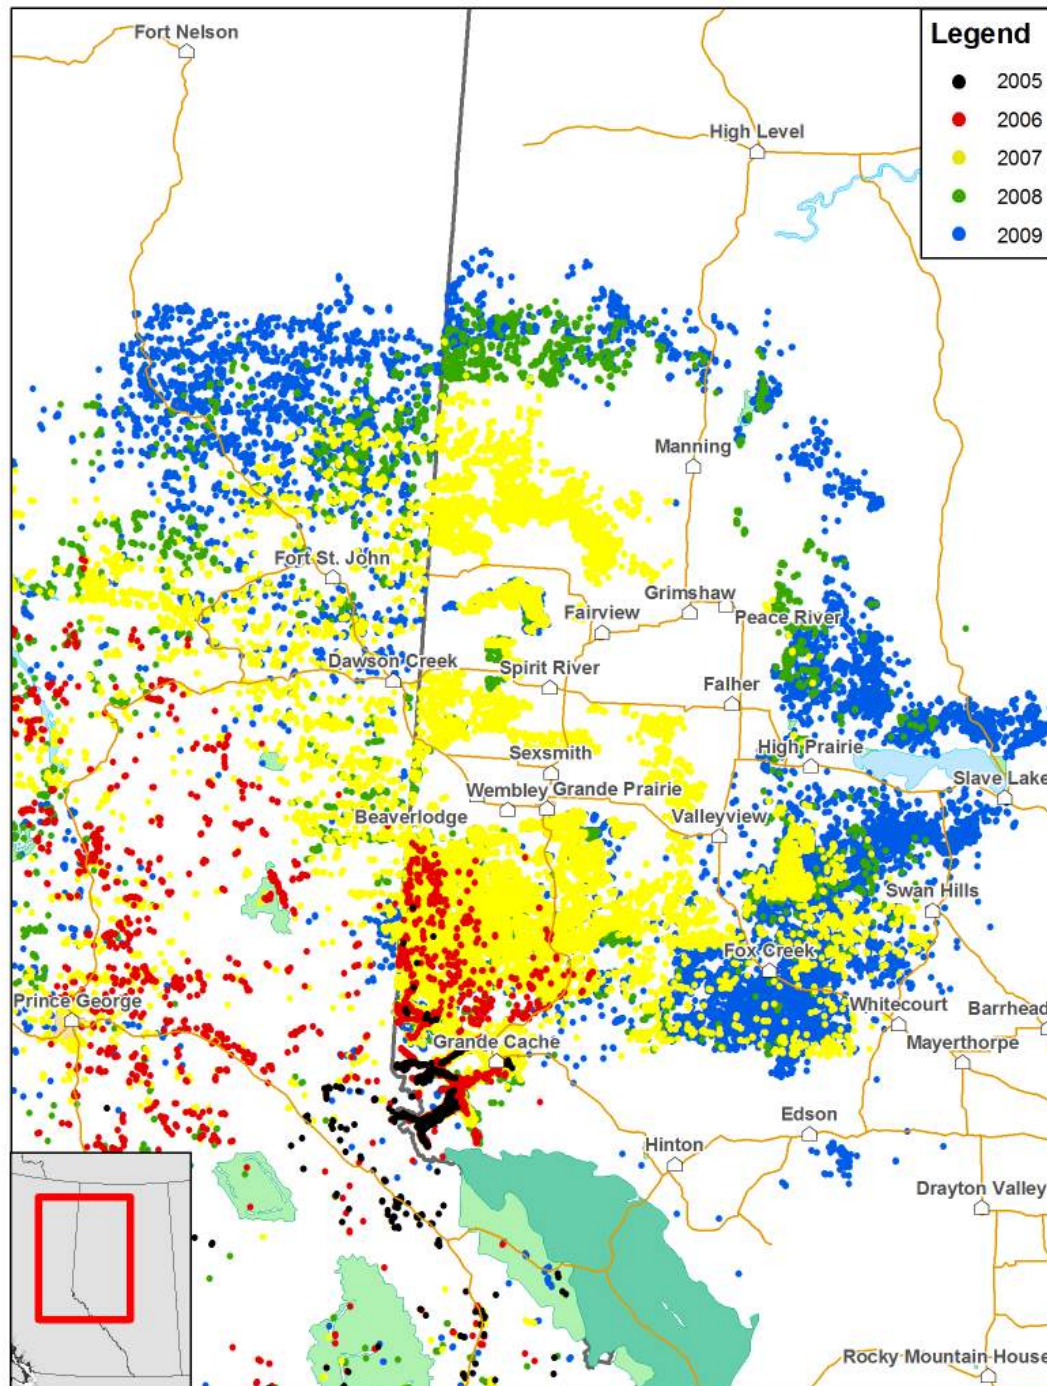 Fort Nelson
Legend
2005
High Level
2006
2007
2008
2009
Manning
Fort St. John
Grimshaw
Fairview
Peace River
Dawson Creek
Spirit River
Falher
Sexsmith
High Prairie
Wembley
Grande Prairie
Slave Lake
Beaverlodge
Valleyview
Swan Hills
Fox Creek
Prince George
Whitecourt
Barrhead
Grande Cache
Mayerthorpe
Edson
Hinton
Drayton Valley
Rocky Mountain House